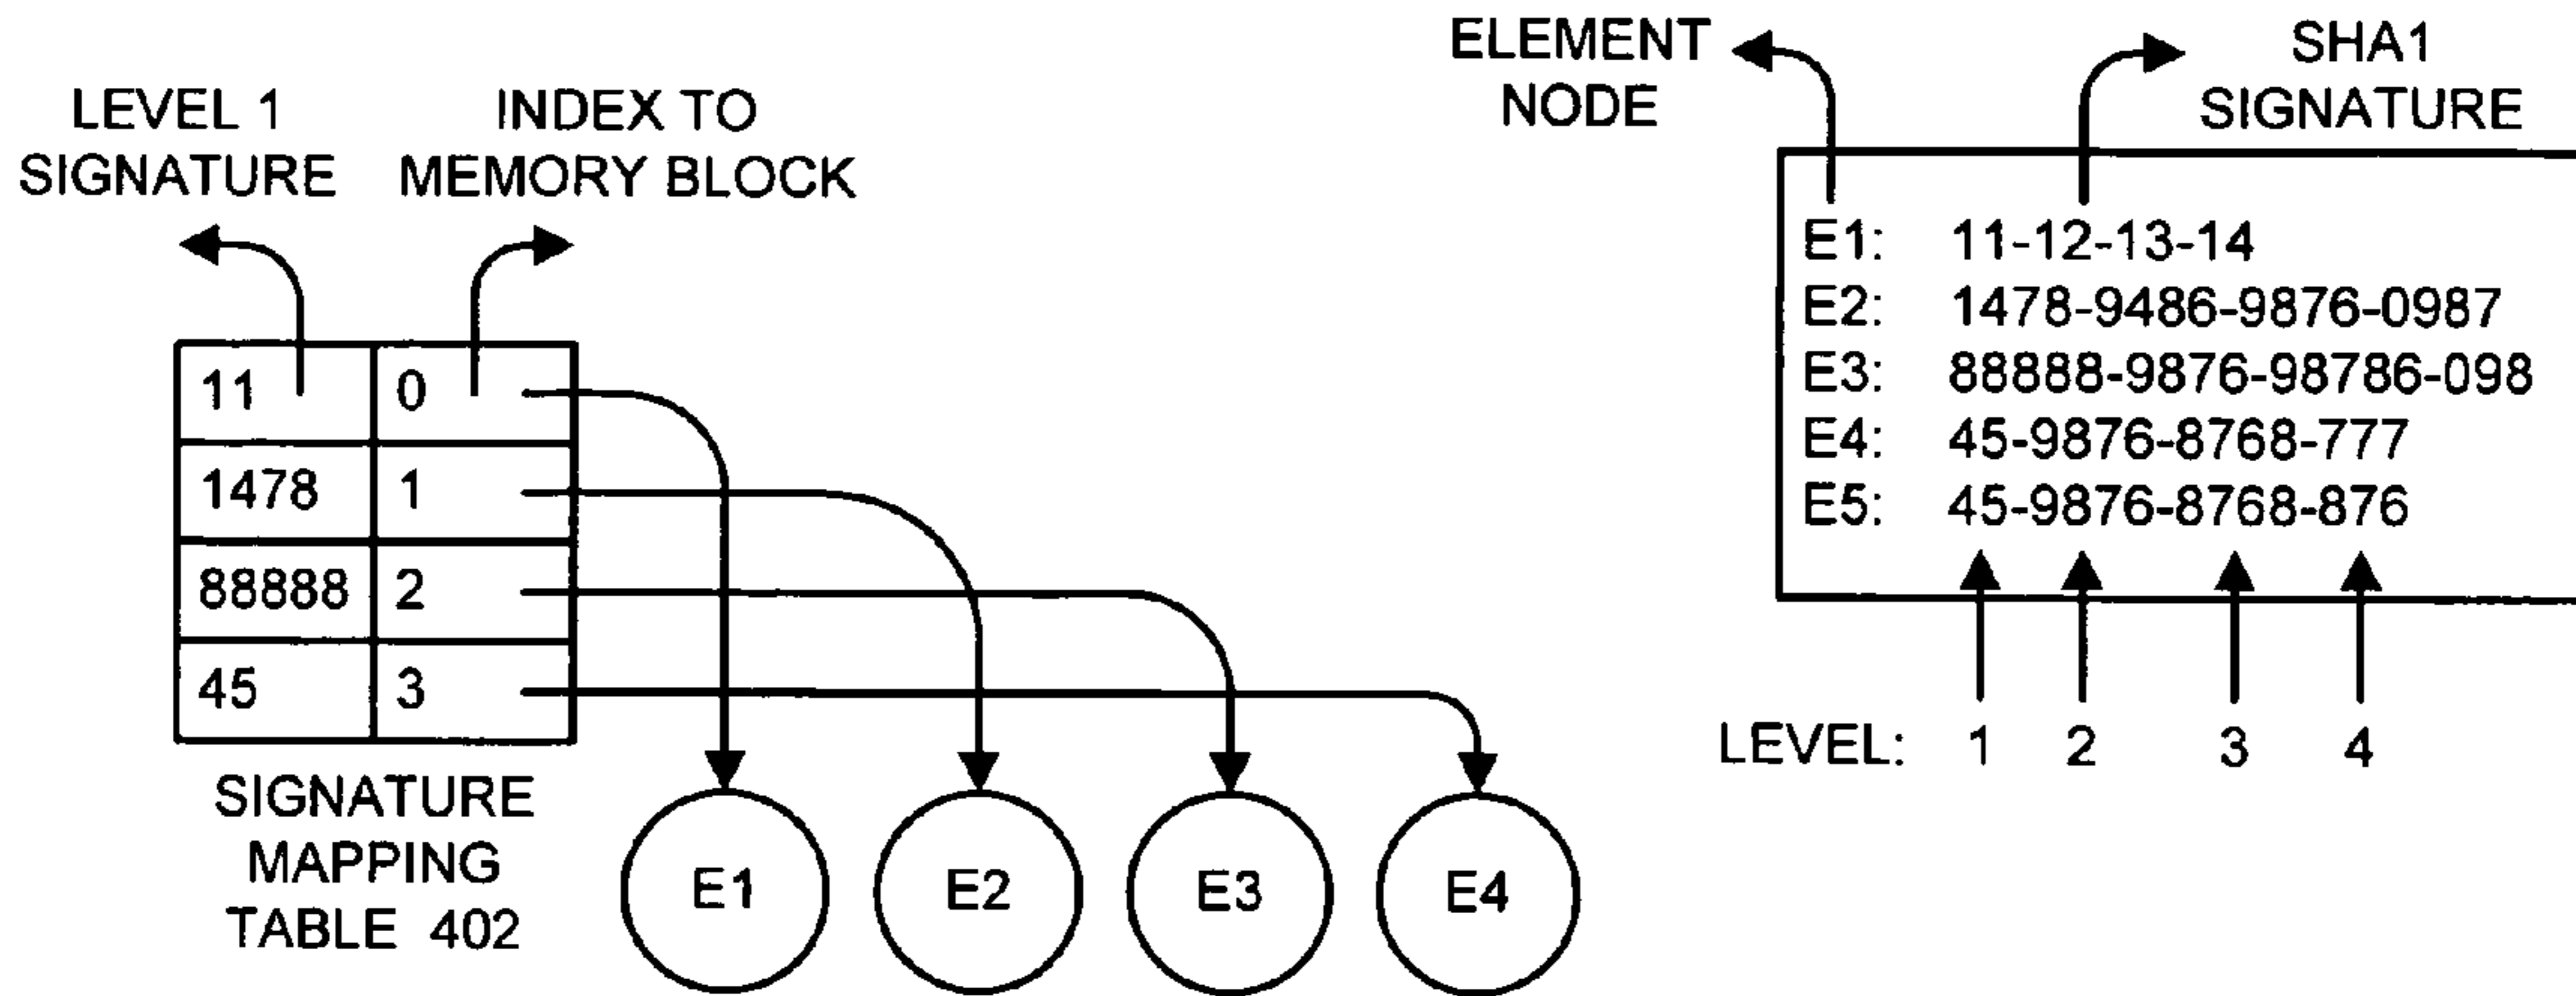 LEVEL 1
SIGNATURE
INDEX TO
MEMORY BLOCK
11 0
1478 1
88888 2
45 3
SIGNATURE
MAPPING
TABLE 402
E1
E2
E3
E4
ELEMENT
NODE
SHA1
SIGNATURE
E1: 11-12-13-14
E2: 1478-9486-9876-0987
E3: 88888-9876-98786-098
E4: 45-9876-8768-777
E5: 45-9876-8768-876
LEVEL: 1 2 3 4